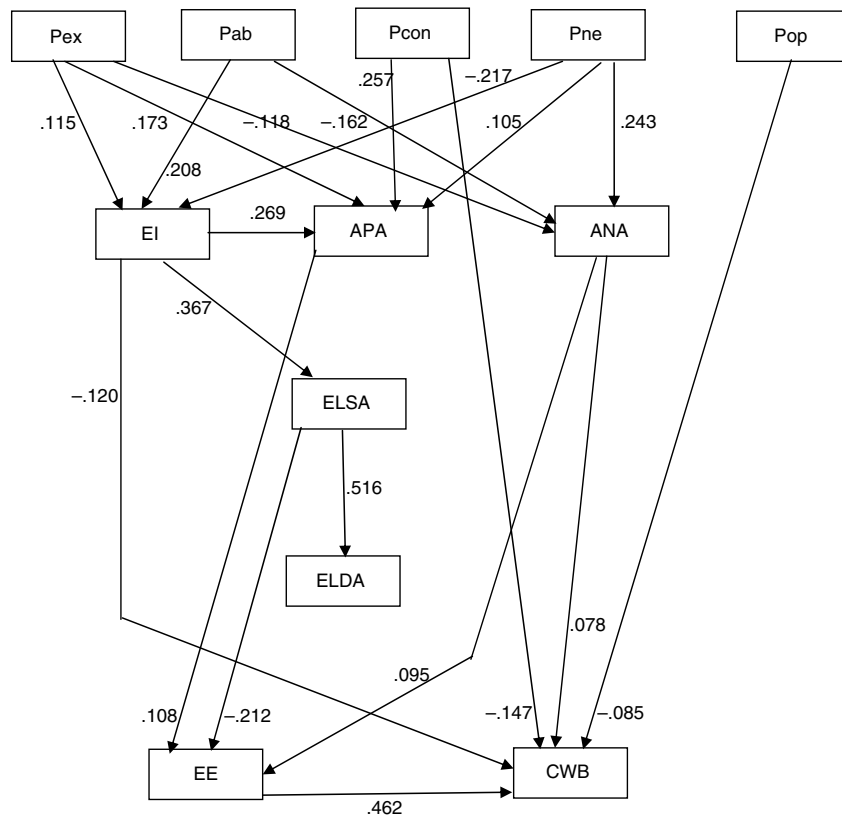 Pex Pab Pcon Pne Pop
.257 –.217
.115 .173 –.118 –.162 .105 .243
.208
.269
EI APA ANA
.367
–.120
ELSA
.516
ELDA
.078
.095
.108 –.212 –.147 –.085
EE CWB
.462